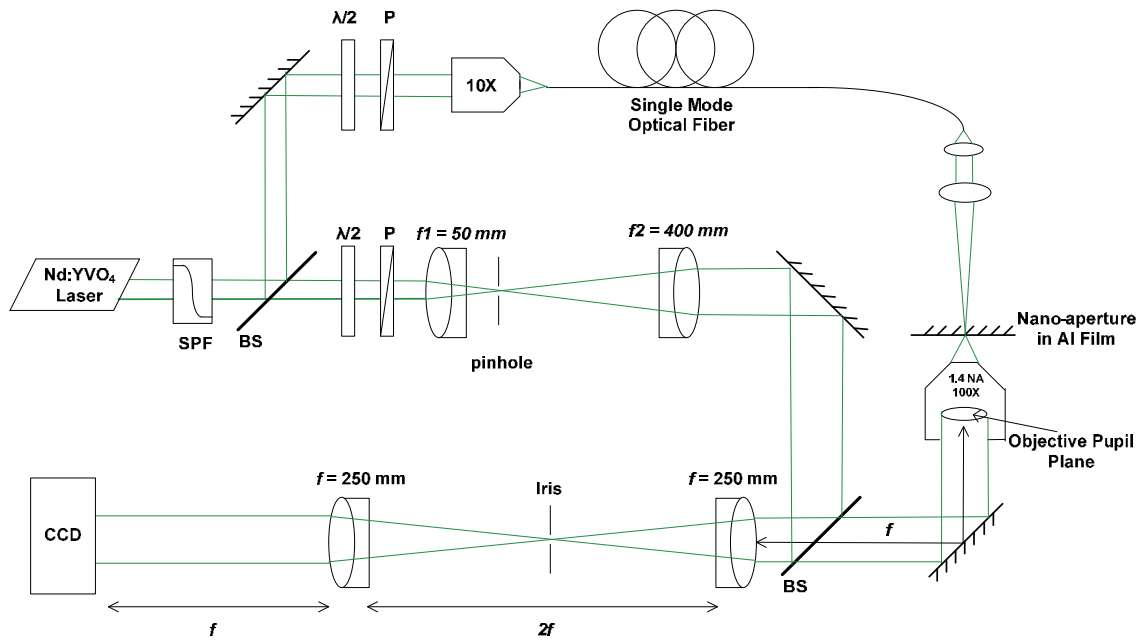 λ/2
P
10X
Single Mode
Optical Fiber
Nd:YVO4
Laser
SPF
BS
λ/2
P
f1 = 50 mm
pinhole
f2 = 400 mm
Nano-aperture
in Al Film
1.4 NA
100X
Objective Pupil
Plane
CCD
f = 250 mm
Iris
f = 250 mm
f
BS
f
2f